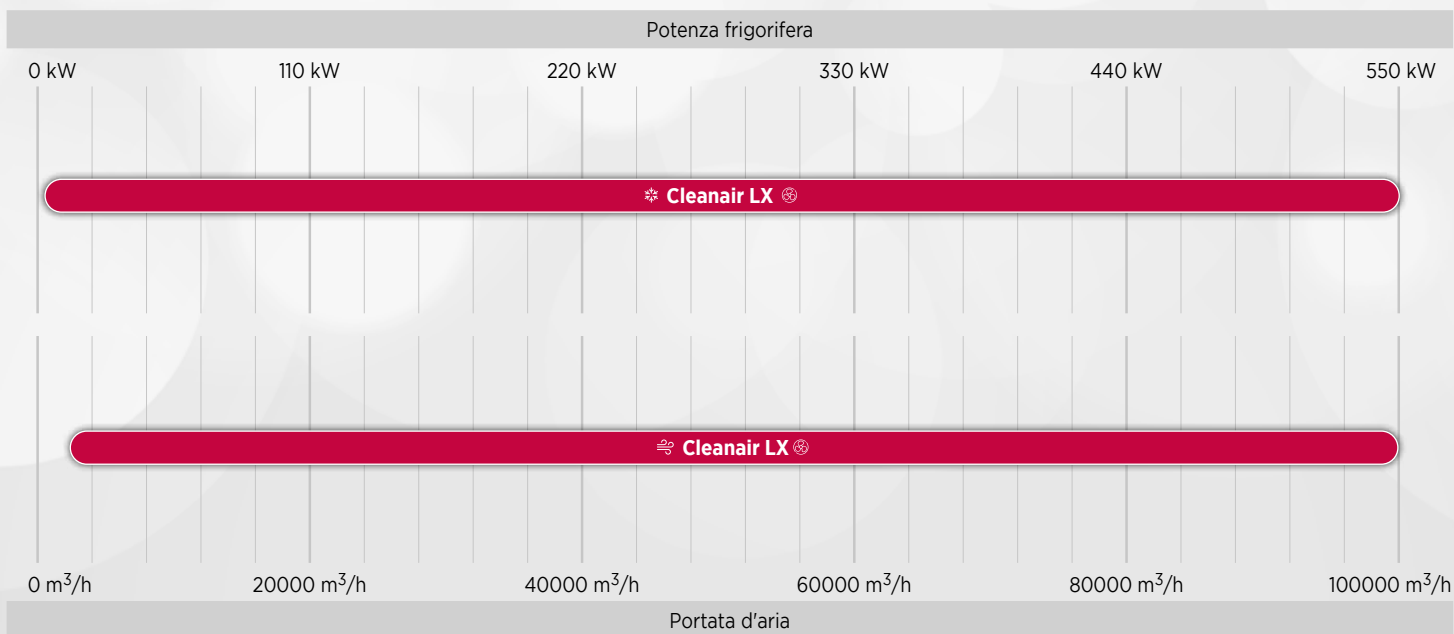 Potenza frigorifera
0 kW 110 kW 220 kW 330 kW 440 kW 550 kW
Cleanair LX
Cleanair LX
0 m³/h 20000 m³/h 40000 m³/h 60000 m³/h 80000 m³/h 100000 m³/h
Portata d'aria